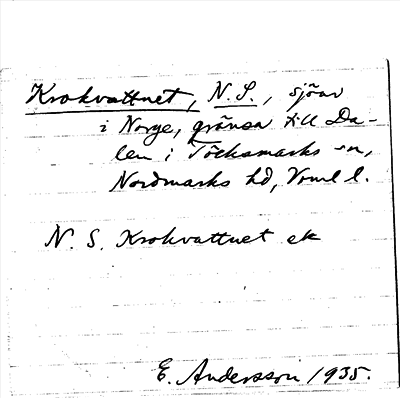 Krokvattnet, N. S., sjöar
i Norge, gränsa till Da-
len i Töcksmarks sn,
Nordmarks hd, Vrml l.
N. S. Krokvattnet ek
E. Andersson 1935.